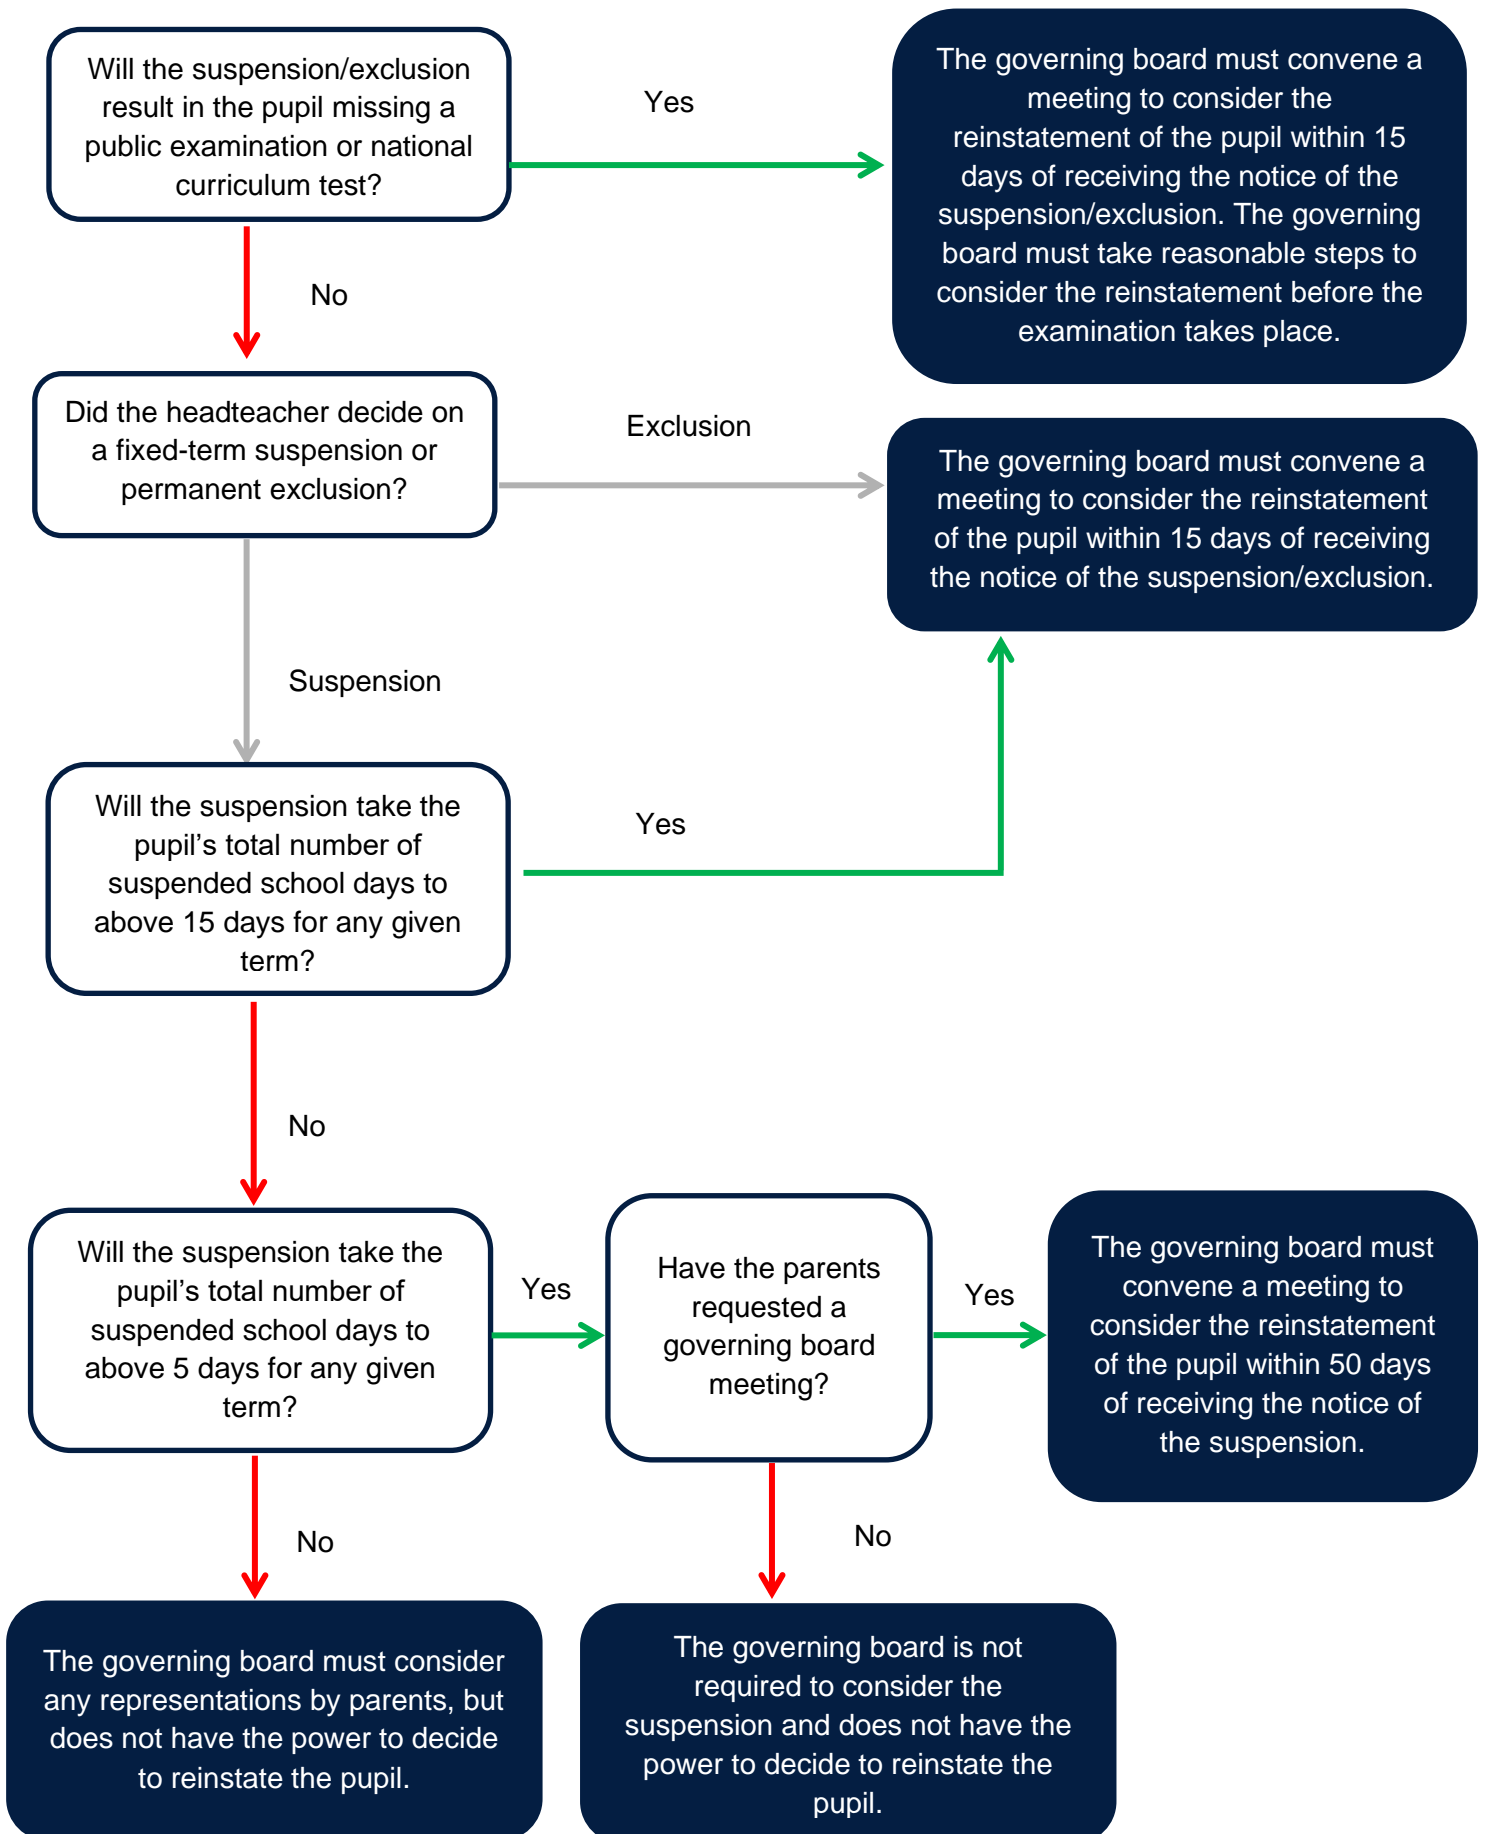 Will the suspension/exclusion
result in the pupil missing a
public examination or national
curriculum test?
Yes
The governing board must convene a
meeting to consider the
reinstatement of the pupil within 15
days of receiving the notice of the
suspension/exclusion. The governing
board must take reasonable steps to
consider the reinstatement before the
examination takes place.
No
Did the headteacher decide on
a fixed-term suspension or
permanent exclusion?
Exclusion
The governing board must convene a
meeting to consider the reinstatement
of the pupil within 15 days of receiving
the notice of the suspension/exclusion.
Suspension
Will the suspension take the
pupil’s total number of
suspended school days to
above 15 days for any given
term?
Yes
No
Will the suspension take the
pupil’s total number of
suspended school days to
above 5 days for any given
term?
Yes
Have the parents
requested a
governing board
meeting?
Yes
The governing board must
convene a meeting to
consider the reinstatement
of the pupil within 50 days
of receiving the notice of
the suspension.
No
No
The governing board must consider
any representations by parents, but
does not have the power to decide
to reinstate the pupil.
The governing board is not
required to consider the
suspension and does not have the
power to decide to reinstate the
pupil.